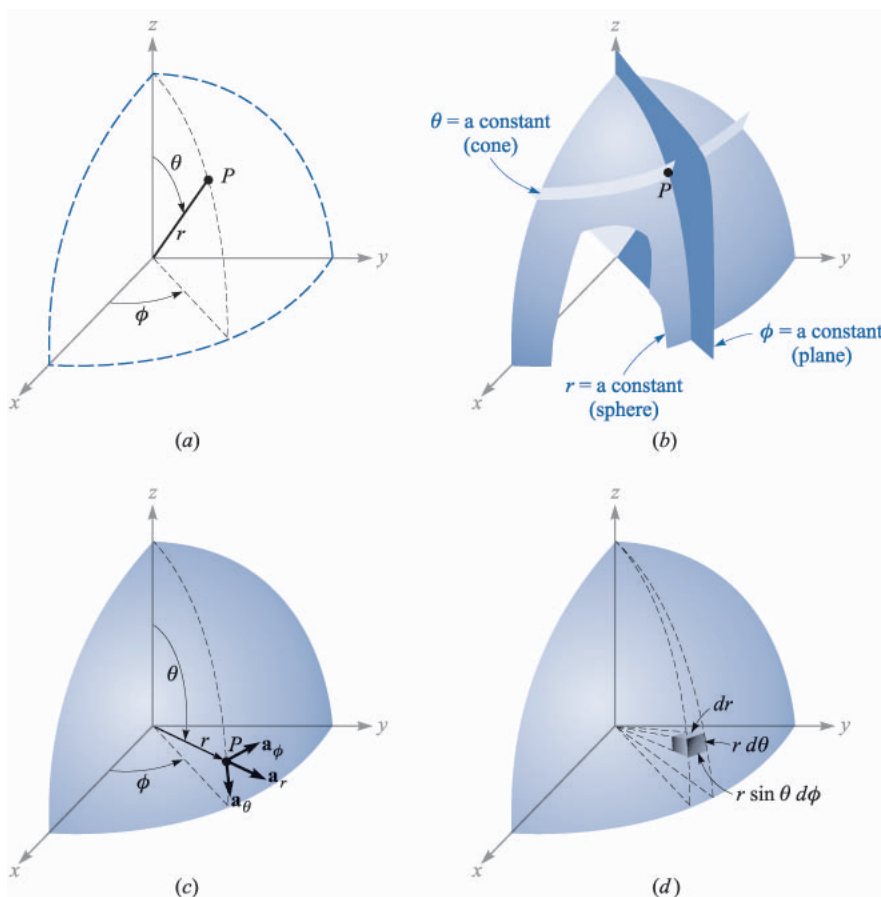 z
θ
P
r
y
ϕ
x
(a)
z
θ = a constant
(cone)
P
y
ϕ = a constant
(plane)
r = a constant
(sphere)
x
(b)
z
θ
r
P
a_ϕ
y
a_r
ϕ
a_θ
x
(c)
z
dr
y
r dθ
r sin θ dϕ
x
(d)